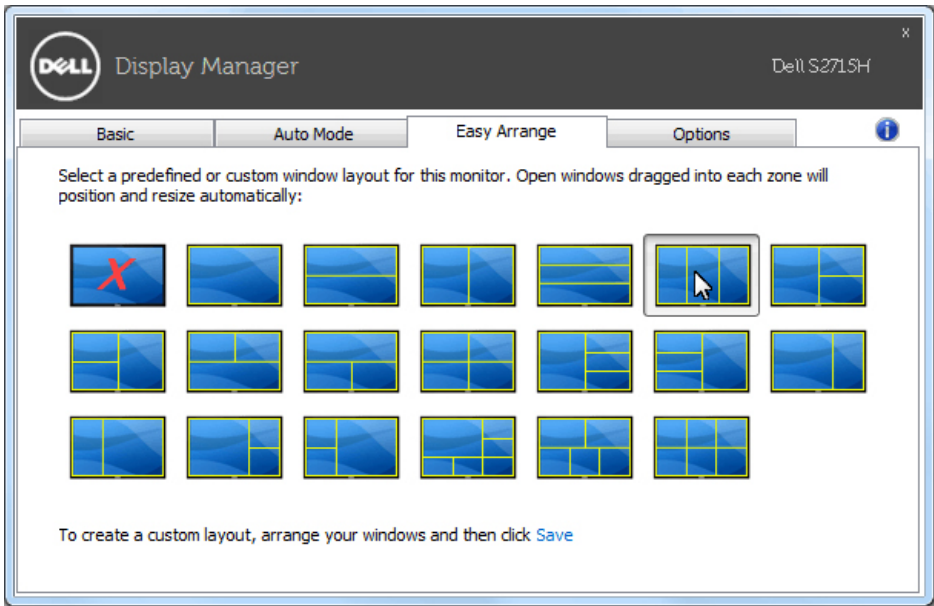 DELL Display Manager
Dell S2715H
x
Basic Auto Mode Easy Arrange Options
Select a predefined or custom window layout for this monitor. Open windows dragged into each zone will
position and resize automatically:
X
To create a custom layout, arrange your windows and then click Save